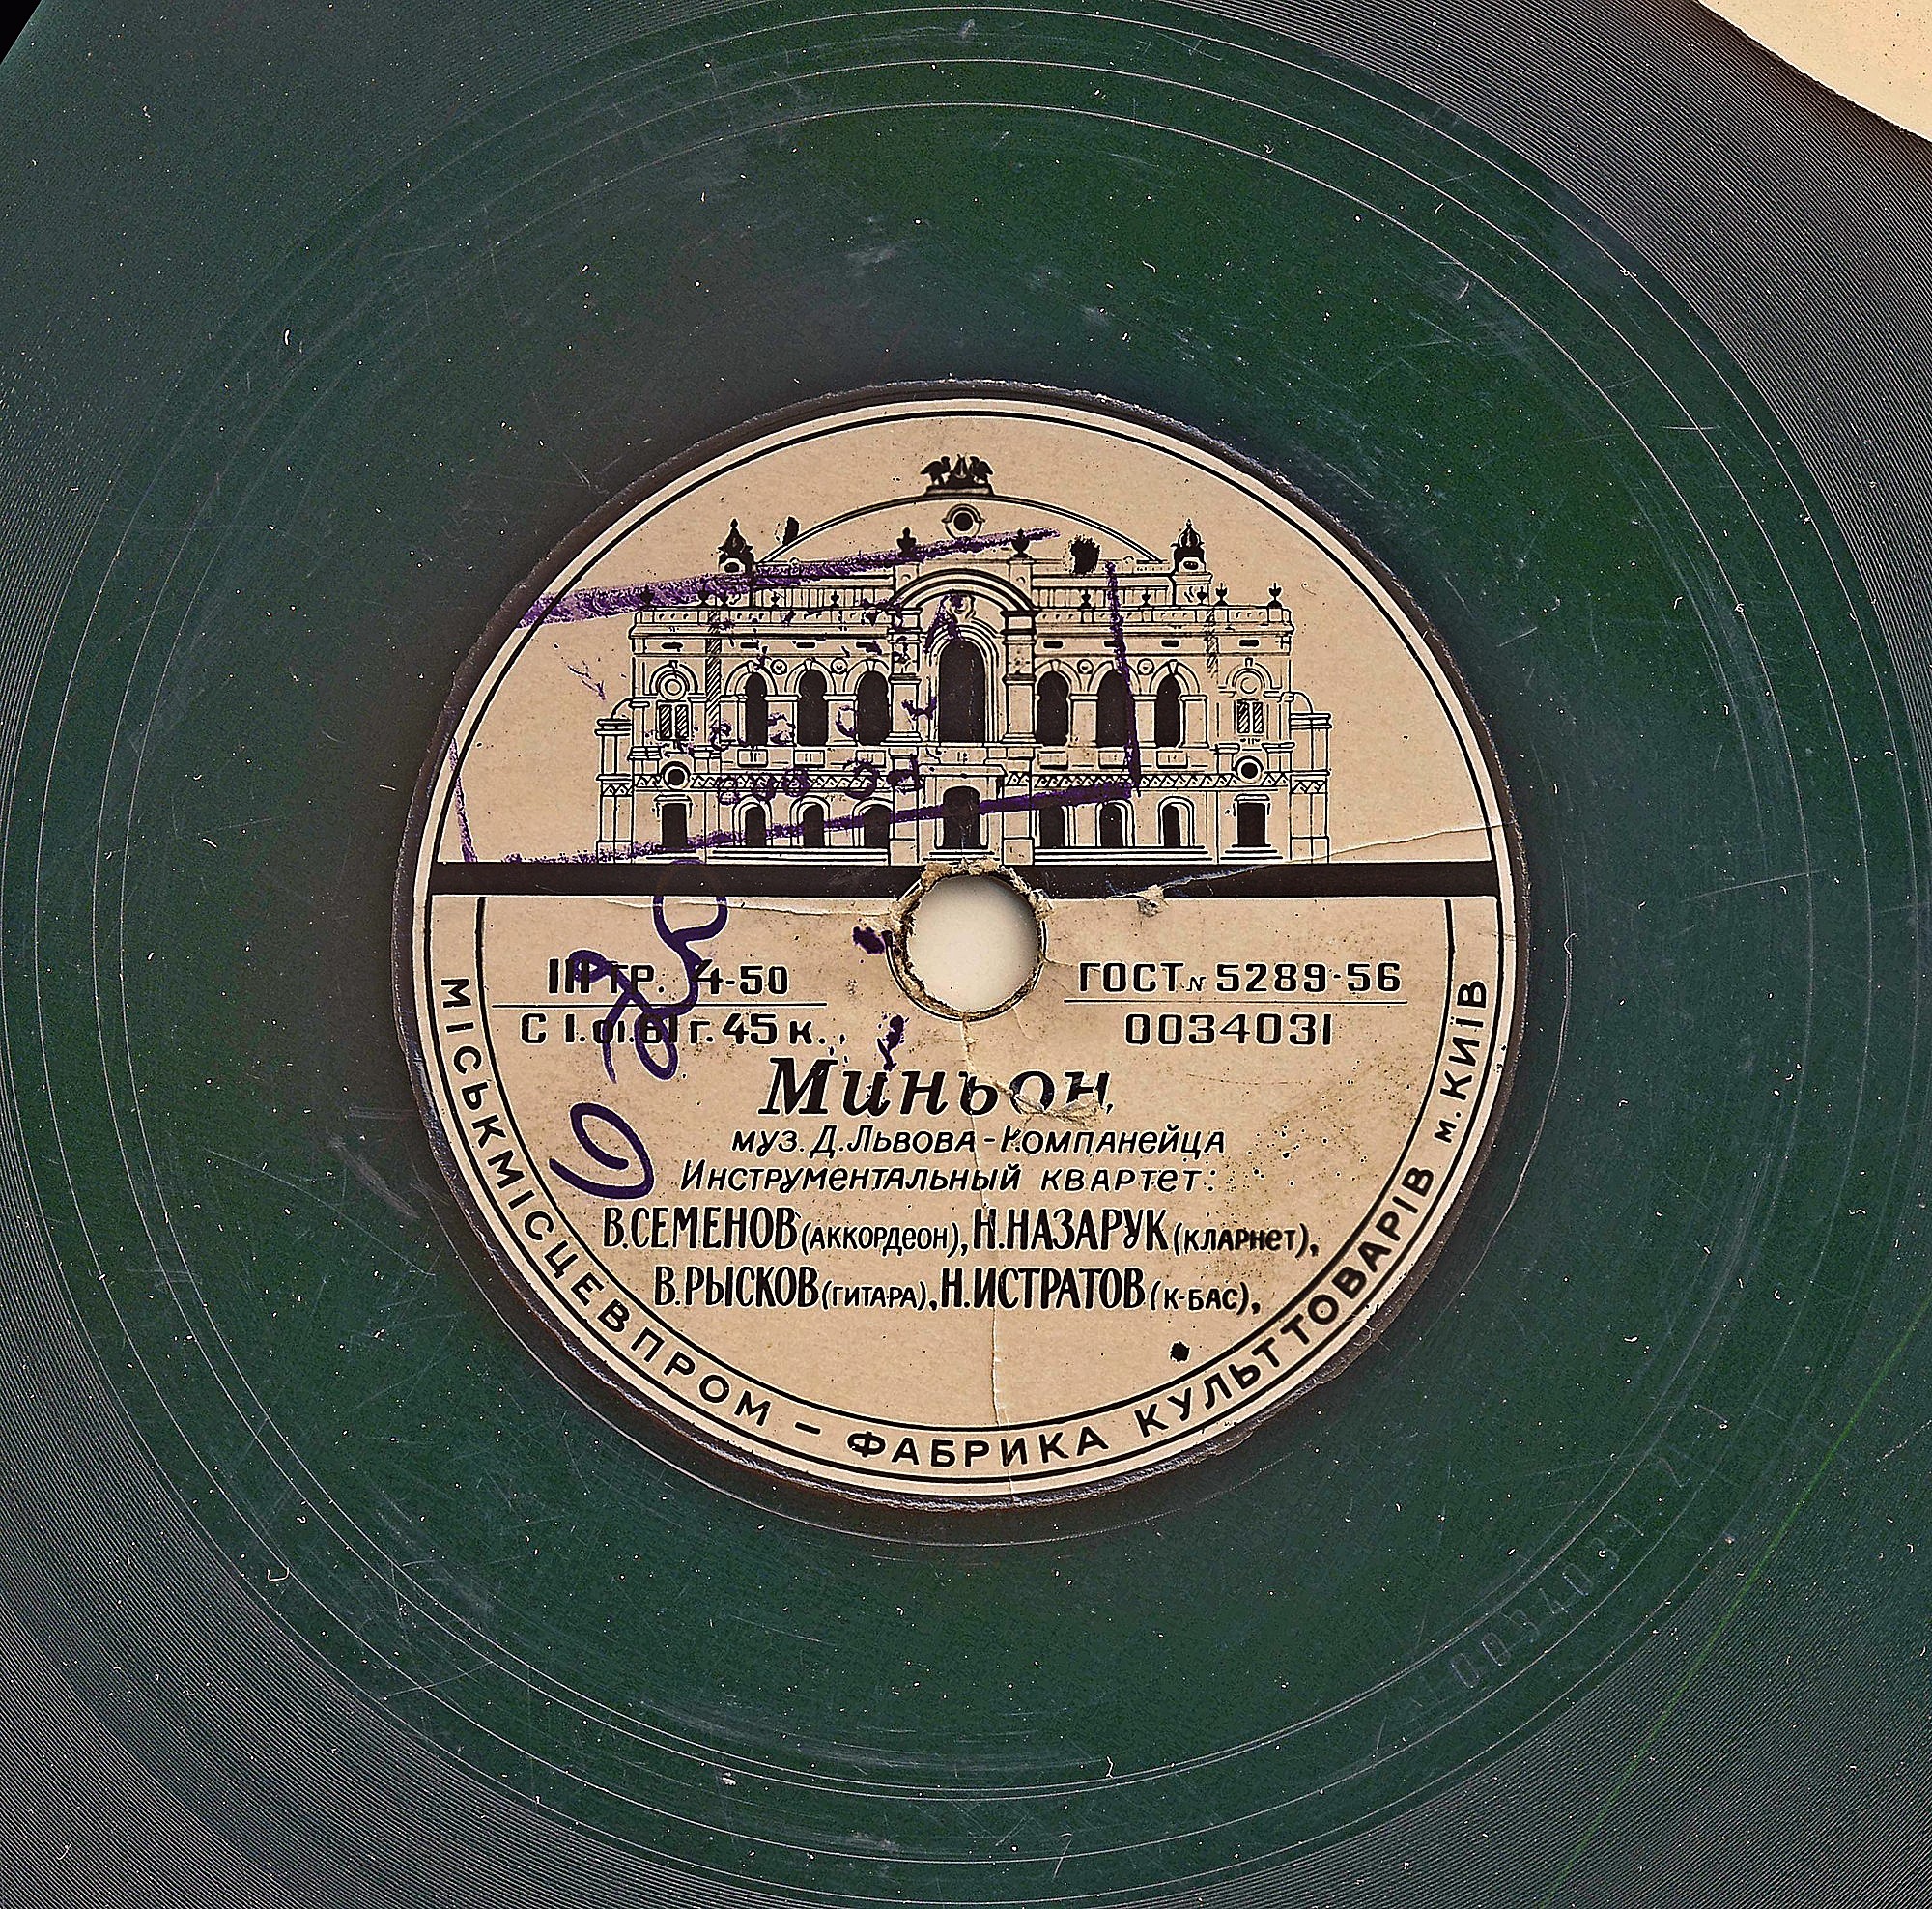 III ГР. 4-50
ГОСТ № 5289-56
С 1.01.61 г. 45 к.
0034031
Миньон
муз. Д. Львова-Компанейца
Инструментальный квартет:
В. СЕМЕНОВ (аккордеон), Н. НАЗАРУК (кларнет),
В. РЫСКОВ (гитара), Н. ИСТРАТОВ (к-бас),
МІСЬКМІСЦЕВПРОМ — ФАБРИКА КУЛЬТТОВАРІВ м. КИЇВ